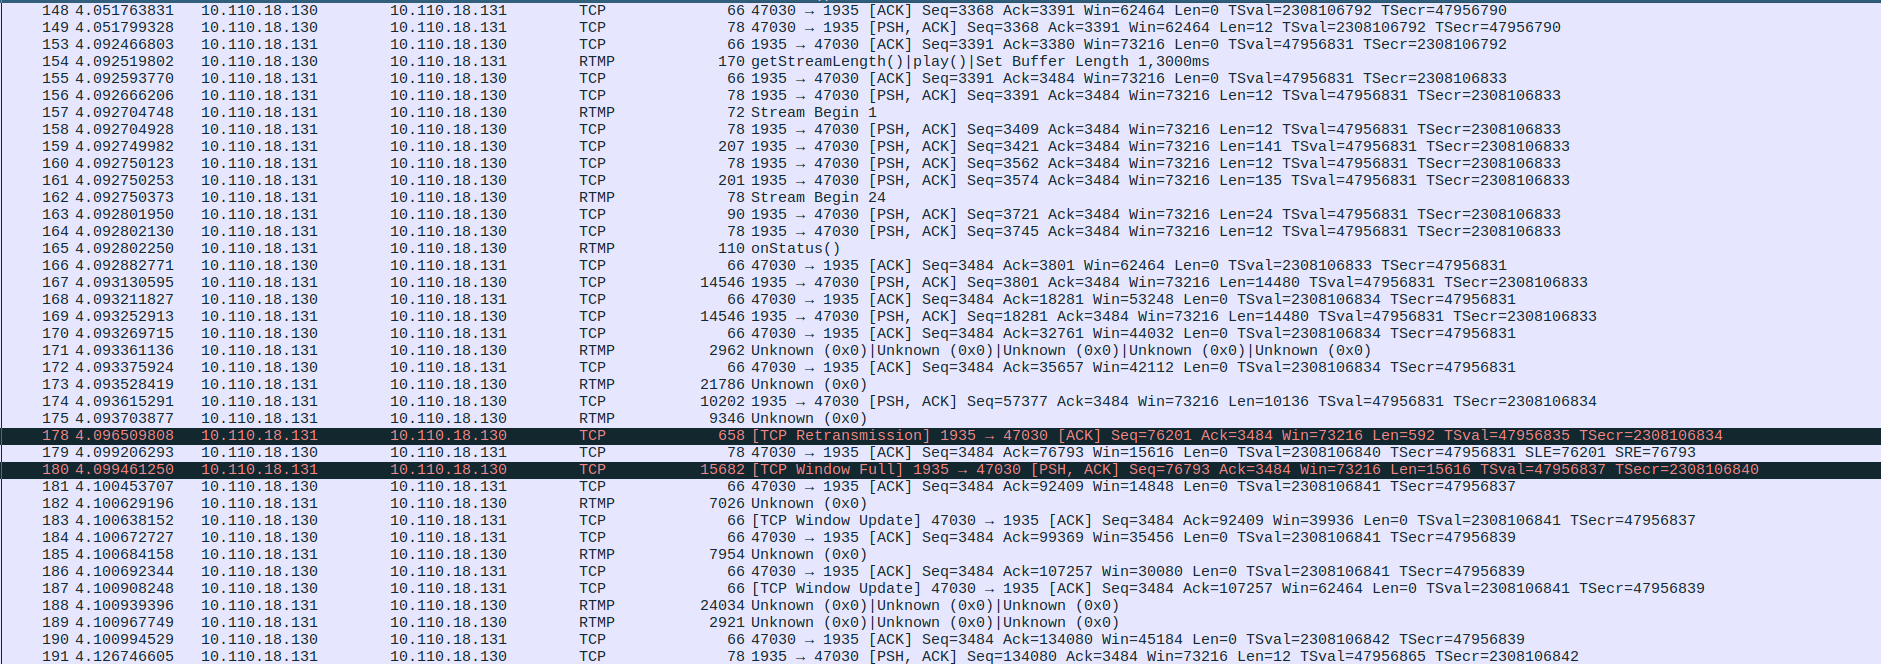 148 4.051763831 10.110.18.130 10.110.18.131 TCP 66 47030 → 1935 [ACK] Seq=3368 Ack=3391 Win=62464 Len=0 TSval=2308106792 TSecr=47956790
149 4.051799328 10.110.18.130 10.110.18.131 TCP 78 47030 → 1935 [PSH, ACK] Seq=3368 Ack=3391 Win=62464 Len=12 TSval=2308106792 TSecr=47956790
153 4.092466803 10.110.18.131 10.110.18.130 TCP 66 1935 → 47030 [ACK] Seq=3391 Ack=3380 Win=73216 Len=0 TSval=47956831 TSecr=2308106792
154 4.092519802 10.110.18.130 10.110.18.131 RTMP 170 getStreamLength()|play()|Set Buffer Length 1,3000ms
155 4.092593770 10.110.18.131 10.110.18.130 TCP 66 1935 → 47030 [ACK] Seq=3391 Ack=3484 Win=73216 Len=0 TSval=47956831 TSecr=2308106833
156 4.092666206 10.110.18.131 10.110.18.130 TCP 78 1935 → 47030 [PSH, ACK] Seq=3391 Ack=3484 Win=73216 Len=12 TSval=47956831 TSecr=2308106833
157 4.092704748 10.110.18.131 10.110.18.130 RTMP 72 Stream Begin 1
158 4.092704928 10.110.18.131 10.110.18.130 TCP 78 1935 → 47030 [PSH, ACK] Seq=3409 Ack=3484 Win=73216 Len=12 TSval=47956831 TSecr=2308106833
159 4.092749982 10.110.18.131 10.110.18.130 TCP 207 1935 → 47030 [PSH, ACK] Seq=3421 Ack=3484 Win=73216 Len=141 TSval=47956831 TSecr=2308106833
160 4.092750123 10.110.18.131 10.110.18.130 TCP 78 1935 → 47030 [PSH, ACK] Seq=3562 Ack=3484 Win=73216 Len=12 TSval=47956831 TSecr=2308106833
161 4.092750253 10.110.18.131 10.110.18.130 TCP 201 1935 → 47030 [PSH, ACK] Seq=3574 Ack=3484 Win=73216 Len=135 TSval=47956831 TSecr=2308106833
162 4.092750373 10.110.18.131 10.110.18.130 RTMP 78 Stream Begin 24
163 4.092801950 10.110.18.131 10.110.18.130 TCP 90 1935 → 47030 [PSH, ACK] Seq=3721 Ack=3484 Win=73216 Len=24 TSval=47956831 TSecr=2308106833
164 4.092802130 10.110.18.131 10.110.18.130 TCP 78 1935 → 47030 [PSH, ACK] Seq=3745 Ack=3484 Win=73216 Len=12 TSval=47956831 TSecr=2308106833
165 4.092802250 10.110.18.131 10.110.18.130 RTMP 110 onStatus()
166 4.092882771 10.110.18.130 10.110.18.131 TCP 66 47030 → 1935 [ACK] Seq=3484 Ack=3801 Win=62464 Len=0 TSval=2308106833 TSecr=47956831
167 4.093130595 10.110.18.131 10.110.18.130 TCP 14546 1935 → 47030 [PSH, ACK] Seq=3801 Ack=3484 Win=73216 Len=14480 TSval=47956831 TSecr=2308106833
168 4.093211827 10.110.18.130 10.110.18.131 TCP 66 47030 → 1935 [ACK] Seq=3484 Ack=18281 Win=53248 Len=0 TSval=2308106834 TSecr=47956831
169 4.093252913 10.110.18.131 10.110.18.130 TCP 14546 1935 → 47030 [PSH, ACK] Seq=18281 Ack=3484 Win=73216 Len=14480 TSval=47956831 TSecr=2308106833
170 4.093269715 10.110.18.130 10.110.18.131 TCP 66 47030 → 1935 [ACK] Seq=3484 Ack=32761 Win=44032 Len=0 TSval=2308106834 TSecr=47956831
171 4.093361136 10.110.18.131 10.110.18.130 RTMP 2962 Unknown (0x0)|Unknown (0x0)|Unknown (0x0)|Unknown (0x0)|Unknown (0x0)
172 4.093375924 10.110.18.130 10.110.18.131 TCP 66 47030 → 1935 [ACK] Seq=3484 Ack=35657 Win=42112 Len=0 TSval=2308106834 TSecr=47956831
173 4.093528419 10.110.18.131 10.110.18.130 RTMP 21786 Unknown (0x0)
174 4.093615291 10.110.18.131 10.110.18.130 TCP 10202 1935 → 47030 [PSH, ACK] Seq=57377 Ack=3484 Win=73216 Len=10136 TSval=47956831 TSecr=2308106834
175 4.093703877 10.110.18.131 10.110.18.130 RTMP 9346 Unknown (0x0)
178 4.096509808 10.110.18.131 10.110.18.130 TCP 658 [TCP Retransmission] 1935 → 47030 [ACK] Seq=76201 Ack=3484 Win=73216 Len=592 TSval=47956835 TSecr=2308106834
179 4.099206293 10.110.18.130 10.110.18.131 TCP 78 47030 → 1935 [ACK] Seq=3484 Ack=76793 Win=15616 Len=0 TSval=2308106840 TSecr=47956831 SLE=76201 SRE=76793
180 4.099461250 10.110.18.131 10.110.18.130 TCP 15682 [TCP Window Full] 1935 → 47030 [PSH, ACK] Seq=76793 Ack=3484 Win=73216 Len=15616 TSval=47956837 TSecr=2308106840
181 4.100453707 10.110.18.130 10.110.18.131 TCP 66 47030 → 1935 [ACK] Seq=3484 Ack=92409 Win=14848 Len=0 TSval=2308106841 TSecr=47956837
182 4.100629196 10.110.18.131 10.110.18.130 RTMP 7026 Unknown (0x0)
183 4.100638152 10.110.18.130 10.110.18.131 TCP 66 [TCP Window Update] 47030 → 1935 [ACK] Seq=3484 Ack=92409 Win=39936 Len=0 TSval=2308106841 TSecr=47956837
184 4.100672727 10.110.18.130 10.110.18.131 TCP 66 47030 → 1935 [ACK] Seq=3484 Ack=99369 Win=35456 Len=0 TSval=2308106841 TSecr=47956839
185 4.100684158 10.110.18.131 10.110.18.130 RTMP 7954 Unknown (0x0)
186 4.100692344 10.110.18.130 10.110.18.131 TCP 66 47030 → 1935 [ACK] Seq=3484 Ack=107257 Win=30080 Len=0 TSval=2308106841 TSecr=47956839
187 4.100908248 10.110.18.130 10.110.18.131 TCP 66 [TCP Window Update] 47030 → 1935 [ACK] Seq=3484 Ack=107257 Win=62464 Len=0 TSval=2308106841 TSecr=47956839
188 4.100939396 10.110.18.131 10.110.18.130 RTMP 24034 Unknown (0x0)|Unknown (0x0)|Unknown (0x0)
189 4.100967749 10.110.18.131 10.110.18.130 RTMP 2921 Unknown (0x0)|Unknown (0x0)|Unknown (0x0)
190 4.100994529 10.110.18.130 10.110.18.131 TCP 66 47030 → 1935 [ACK] Seq=3484 Ack=134080 Win=45184 Len=0 TSval=2308106842 TSecr=47956839
191 4.126746605 10.110.18.131 10.110.18.130 TCP 78 1935 → 47030 [PSH, ACK] Seq=134080 Ack=3484 Win=73216 Len=12 TSval=47956865 TSecr=2308106842